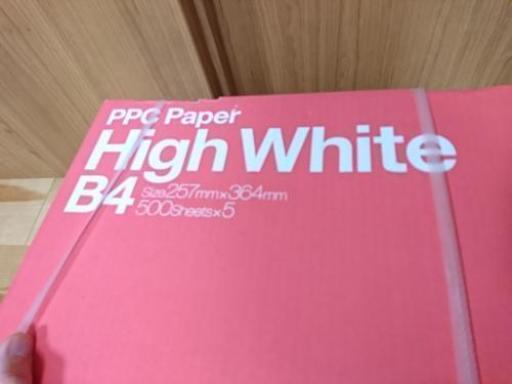 PPC Paper
High White
B4 Size257mm×364mm
500Sheets×5